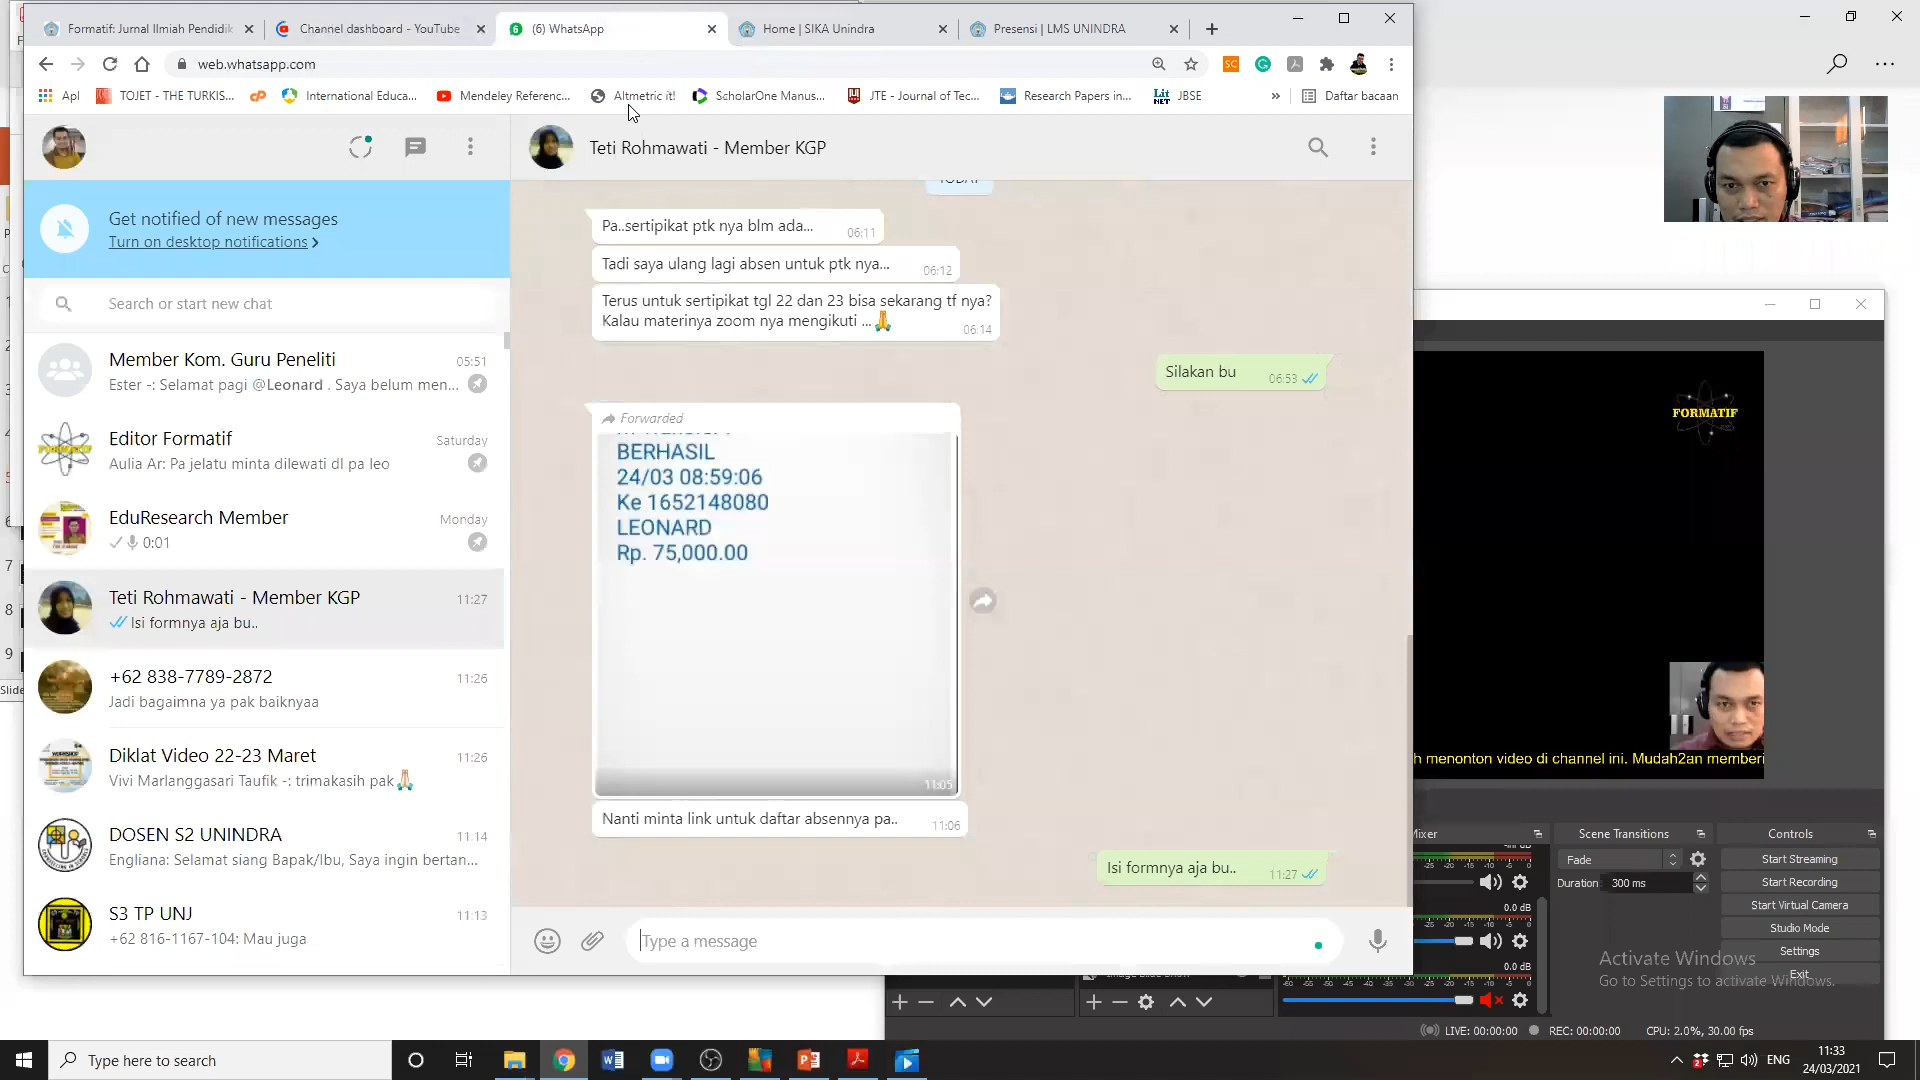 Formatif: Jurnal Ilmiah Pendidik
Channel dashboard - YouTube
(6) WhatsApp
Home | SIKA Unindra
Presensi | LMS UNINDRA
web.whatsapp.com
Apl
TOJET - THE TURKIS...
International Educa...
Mendeley Referenc...
Altmetric it!
ScholarOne Manus...
JTE - Journal of Tec...
Research Papers in...
JBSE
Daftar bacaan
Get notified of new messages
Turn on desktop notifications
Search or start new chat
Member Kom. Guru Peneliti
05:51
Ester -: Selamat pagi @Leonard . Saya belum men...
Editor Formatif
Saturday
Aulia Ar: Pa jelatu minta dilewati dl pa leo
EduResearch Member
Monday
0:01
Teti Rohmawati - Member KGP
11:27
Isi formnya aja bu..
+62 838-7789-2872
11:26
Jadi bagaimna ya pak baiknyaa
Diklat Video 22-23 Maret
11:26
Vivi Marlanggasari Taufik -: trimakasih pak
DOSEN S2 UNINDRA
11:14
Engliana: Selamat siang Bapak/Ibu, Saya ingin bertan...
S3 TP UNJ
11:13
+62 816-1167-104: Mau juga
Teti Rohmawati - Member KGP
TODAY
Pa..sertipikat ptk nya blm ada...
06:11
Tadi saya ulang lagi absen untuk ptk nya...
06:12
Terus untuk sertipikat tgl 22 dan 23 bisa sekarang tf nya?
Kalau materinya zoom nya mengikuti ...
06:14
Silakan bu
06:53
Forwarded
BERHASIL
24/03 08:59:06
Ke 1652148080
LEONARD
Rp. 75,000.00
11:05
Nanti minta link untuk daftar absennya pa..
11:06
Isi formnya aja bu..
11:27
Type a message
FORMATIF
h menonton video di channel ini. Mudah2an memberi
Mixer
Scene Transitions
Controls
Fade
Duration
300 ms
Start Streaming
Start Recording
Start Virtual Camera
Studio Mode
Settings
Exit
0.0 dB
0.0 dB
Activate Windows
Go to Settings to activate Windows.
LIVE: 00:00:00
REC: 00:00:00
CPU: 2.0%, 30.00 fps
6
7
8
9
Slide
Type here to search
ENG
11:33
24/03/2021